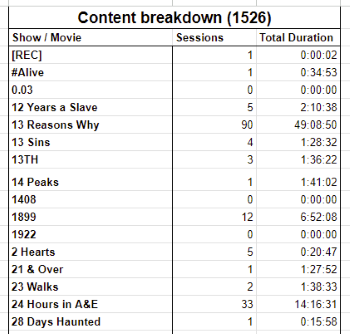 Content breakdown (1526)
Show / Movie Sessions Total Duration
[REC] 1 0:00:02
#Alive 1 0:34:53
0.03 0 0:00:00
12 Years a Slave 5 2:10:38
13 Reasons Why 90 49:08:50
13 Sins 4 1:28:32
13TH 3 1:36:22
14 Peaks 1 1:41:02
1408 0 0:00:00
1899 12 6:52:08
1922 0 0:00:00
2 Hearts 5 0:20:47
21 & Over 1 1:27:52
23 Walks 2 1:38:33
24 Hours in A&E 33 14:16:31
28 Days Haunted 1 0:15:58